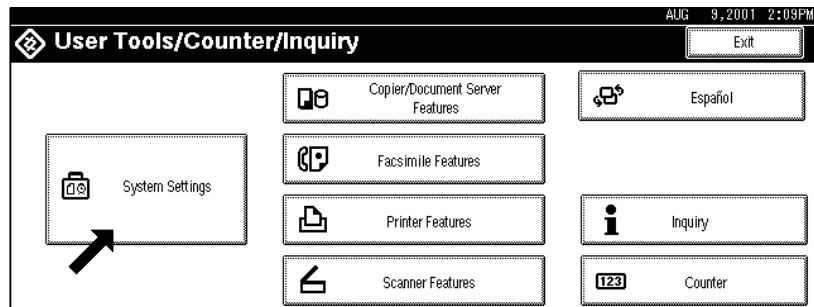 AUG 9,2001 2:09PM
User Tools/Counter/Inquiry
Exit
Copier/Document Server
Features
Español
Facsimile Features
System Settings
Printer Features
Inquiry
Scanner Features
123
Counter